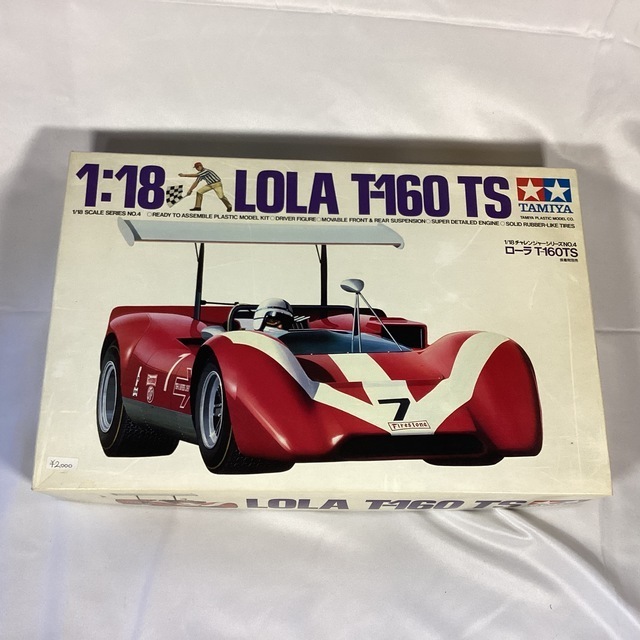 1:18 LOLA T-160 TS
TAMIYA
TAMIYA PLASTIC MODEL CO.
1/18 SCALE SERIES NO.4 ○READY TO ASSEMBLE PLASTIC MODEL KIT ○DRIVER FIGURE○MOVABLE FRONT & REAR SUSPENSION○SUPER DETAILED ENGINE ○SOLID RUBBER-LIKE TIRES
1/18チャレンジャーシリーズNO.4
ローラ T-160TS
7
7
Firestone
¥2,000
LOLA T-160 TS